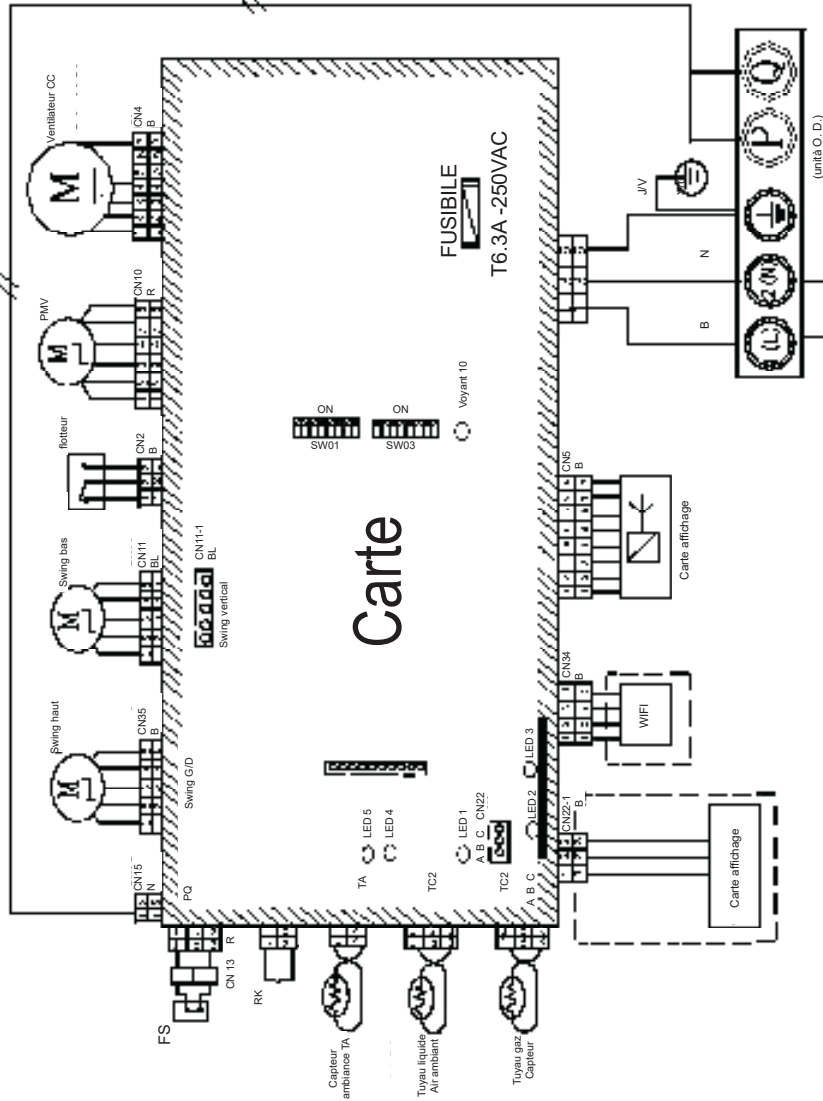 Ventilateur CC
M
CN4
B
PMV
M
CN10
R
flotteur
CN2
B
Swing bas
M
CN11
BL
Swing haut
M
CN35
B
CN15
N
PQ
Swing G/D
CN11-1
BL
Swing vertical
FUSIBILE
T6.3A -250VAC
ON
SW01
ON
SW03
Voyant 10
Carte
TA
LED 5
LED 4
TC2
LED 1
A B C
CN22
TC2
LED 2
LED 3
A B C
CN22-1
B
CN34
B
CN5
B
R
CN 13
FS
RK
Capteur
ambiance TA
Tuyau liquide
Air ambiant
Tuyau gaz
Capteur
Carte affichage
WIFI
Carte affichage
B
N
J/V
(L)
2 (N)
P
Q
(unità O. D.)